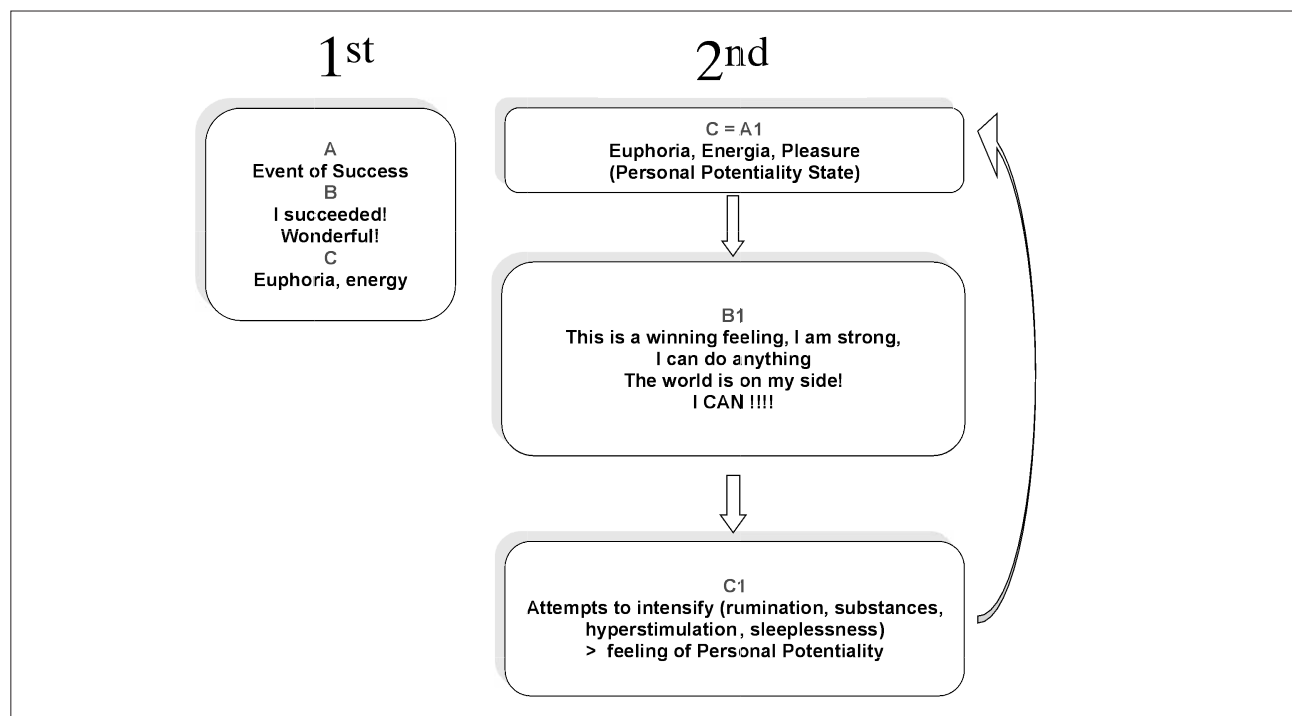 1st
A
Event of Success
B
I succeeded!
Wonderful!
C
Euphoria, energy
2nd
C = A1
Euphoria, Energia, Pleasure
(Personal Potentiality State)
B1
This is a winning feeling, I am strong,
I can do anything
The world is on my side!
I CAN !!!!
C1
Attempts to intensify (rumination, substances,
hyperstimulation, sleeplessness)
> feeling of Personal Potentiality